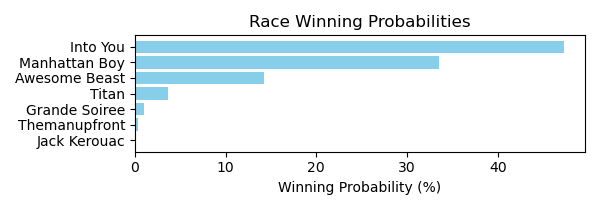 Race Winning Probabilities
Into You
Manhattan Boy
Awesome Beast
Titan
Grande Soiree
Themanupfront
Jack Kerouac
0 10 20 30 40
Winning Probability (%)